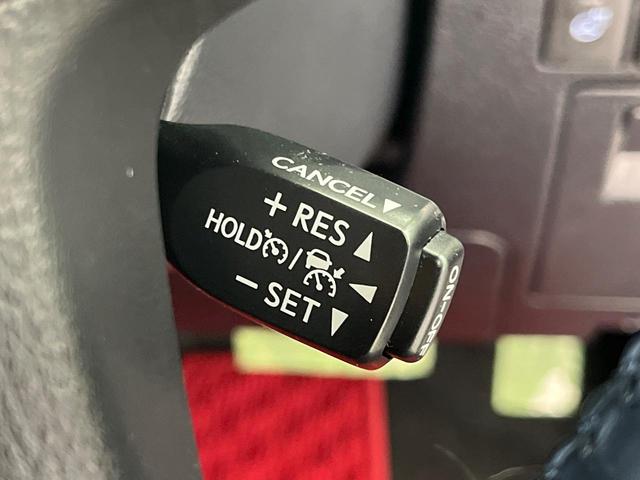 CANCEL▼
+ RES ▲
HOLD / ◀
− SET ▼
ON-OFF